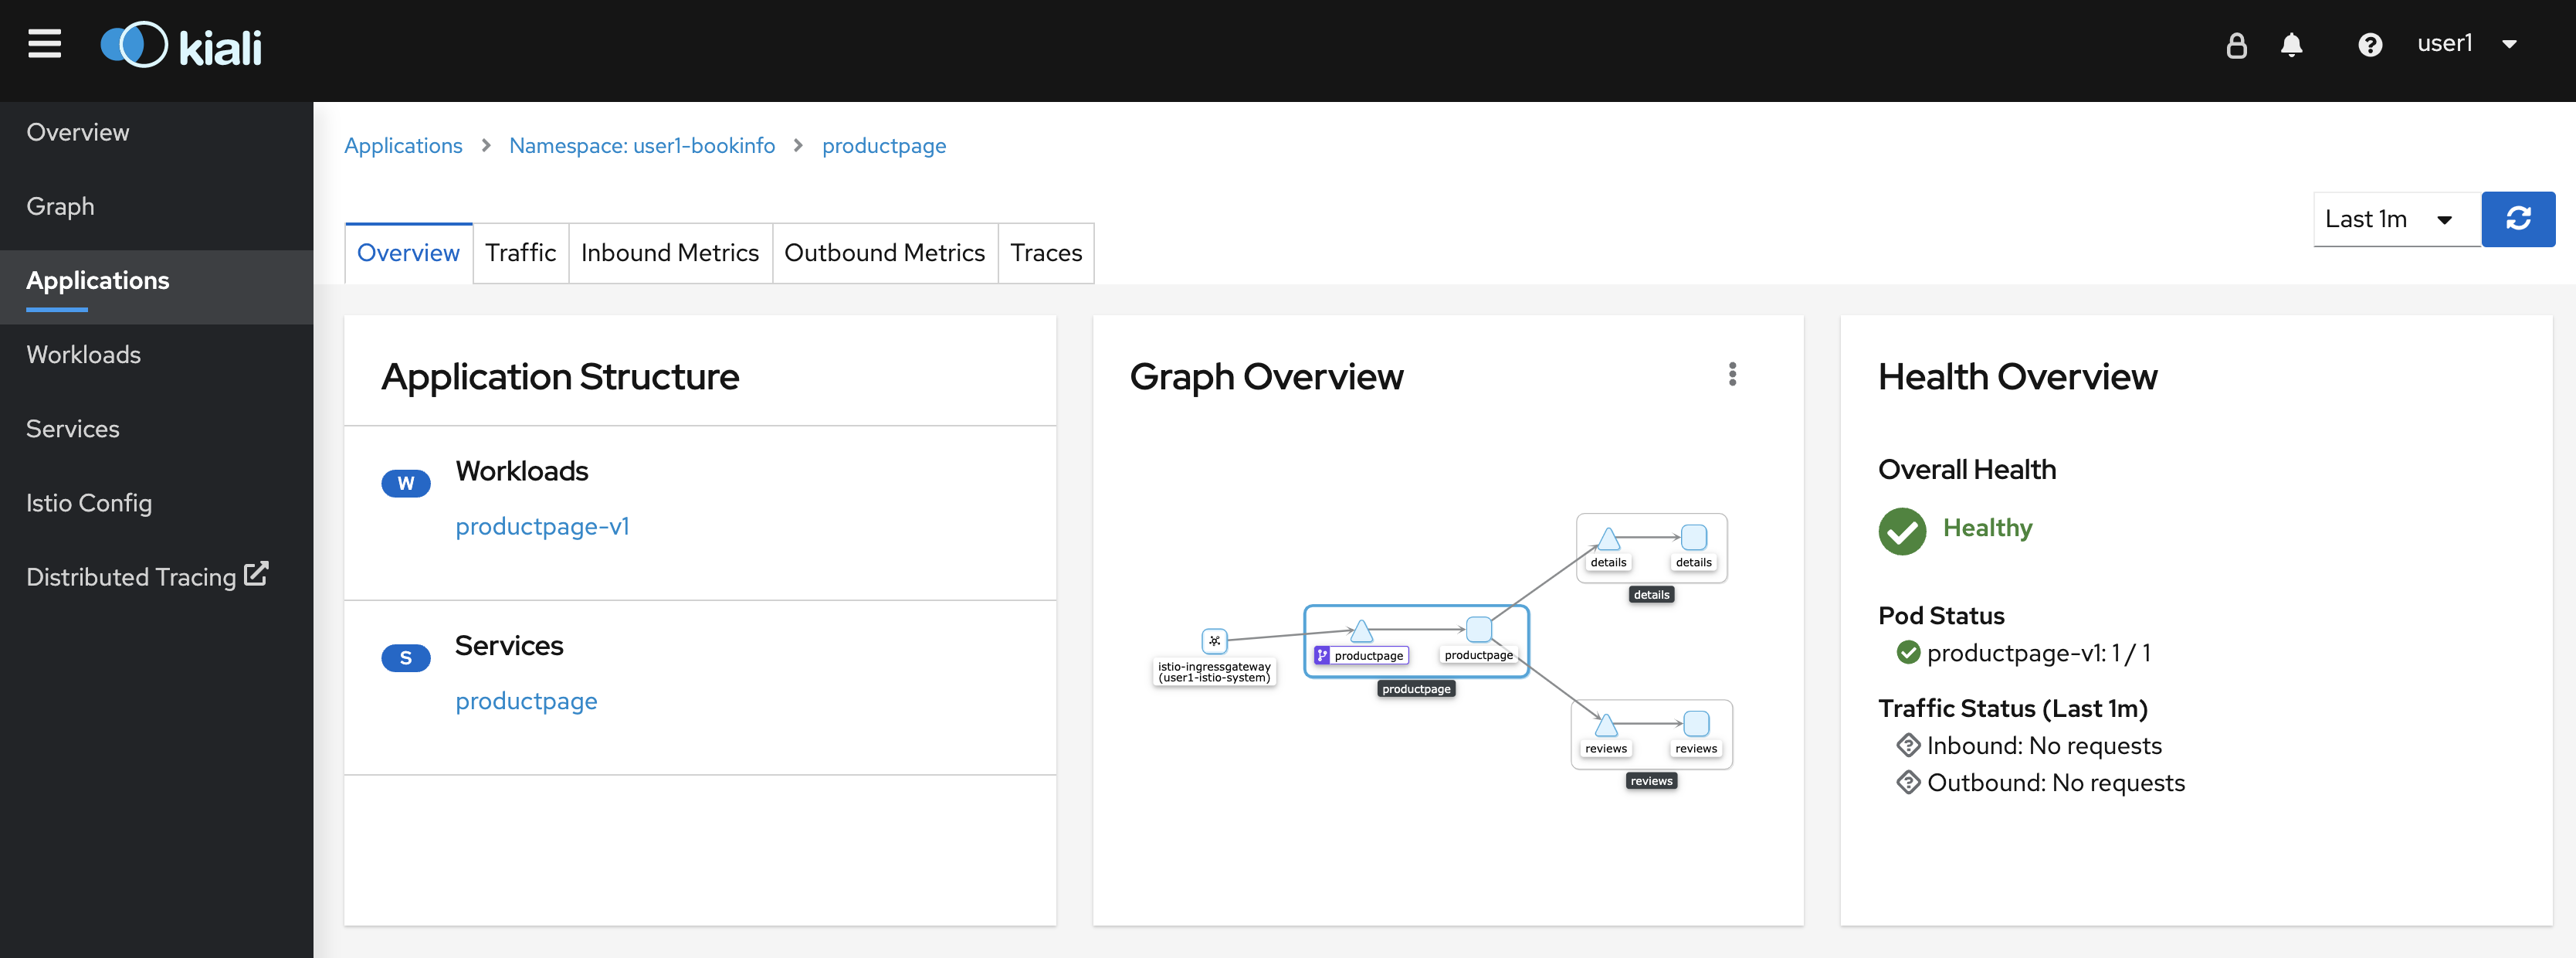 kiali
user1
Overview
Graph
Applications
Workloads
Services
Istio Config
Distributed Tracing
Applications > Namespace: user1-bookinfo > productpage
Last 1m
Overview Traffic Inbound Metrics Outbound Metrics Traces
Application Structure
W Workloads
productpage-v1
S Services
productpage
Graph Overview
details details
details
istio-ingressgateway
(user1-istio-system)
productpage productpage
productpage
reviews reviews
reviews
Health Overview
Overall Health
Healthy
Pod Status
productpage-v1: 1 / 1
Traffic Status (Last 1m)
Inbound: No requests
Outbound: No requests